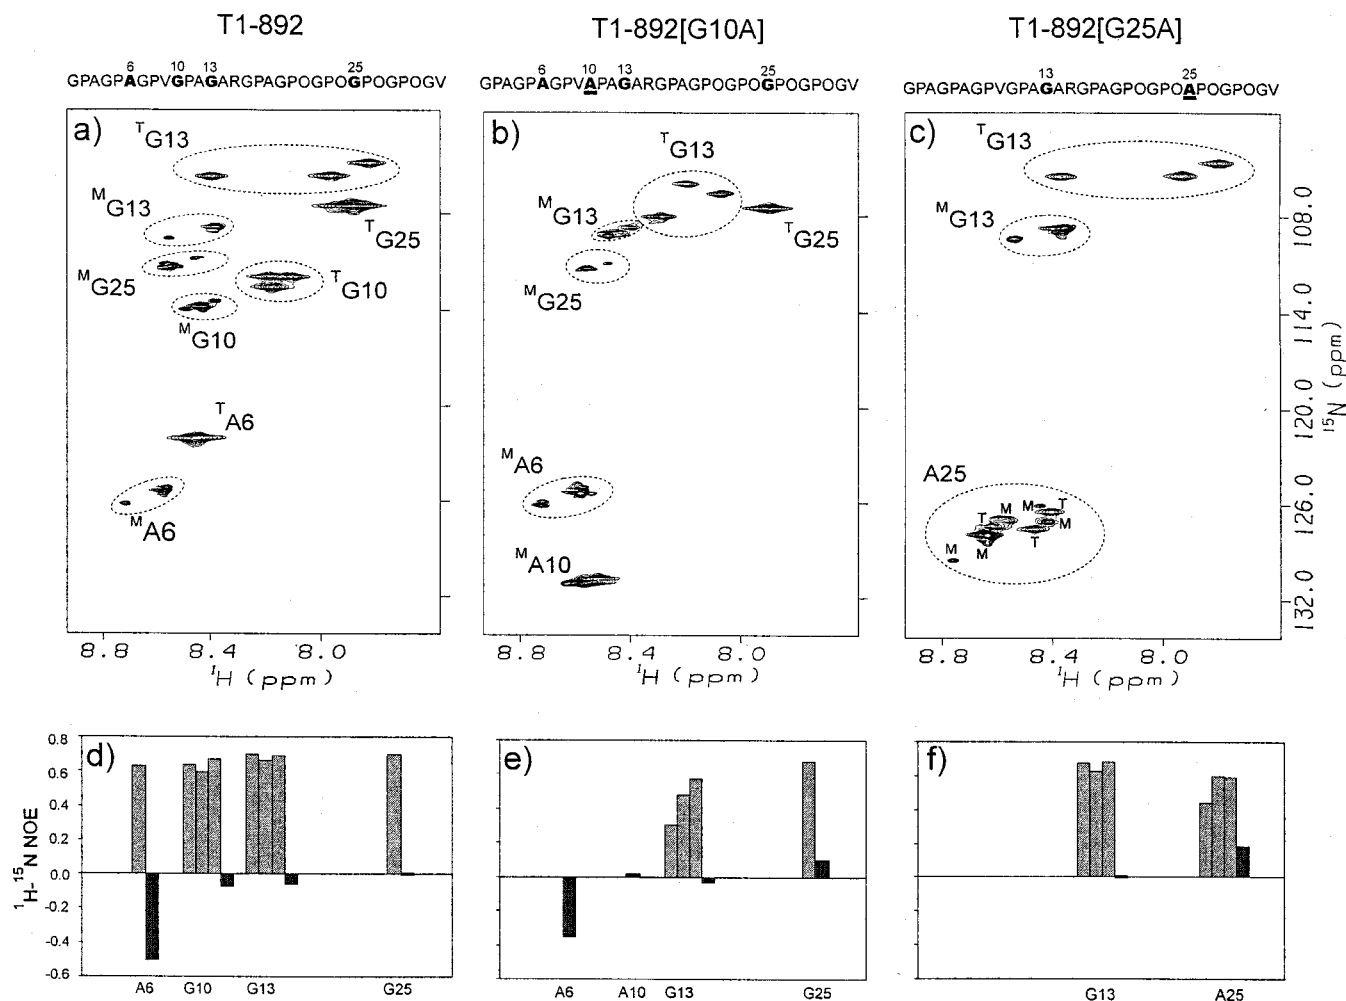 T1-892
T1-892[G10A]
T1-892[G25A]
6 10 13 25
GPAGPAGPVGPAGARGPAGPOGPOGPOGPOGV
6 10 13 25
GPAGPAGPVAPAGARGPAGPOGPOGPOGPOGV
13 25
GPAGPAGPVGPAGARGPAGPOGPOAPOGPOGV
a)
TG13
MG13
TG25
MG25
TG10
MG10
TA6
MA6
8.8 8.4 8.0
1H (ppm)
b)
TG13
MG13
TG25
MG25
MA6
MA10
8.8 8.4 8.0
1H (ppm)
c)
TG13
MG13
A25
M T
T M M
M M T
8.8 8.4 8.0
1H (ppm)
108.0
114.0
120.0
126.0
132.0
15N (ppm)
d)
0.8
0.6
0.4
0.2
0.0
-0.2
-0.4
-0.6
1H-15N NOE
A6 G10 G13 G25
e)
A6 A10 G13 G25
f)
G13 A25